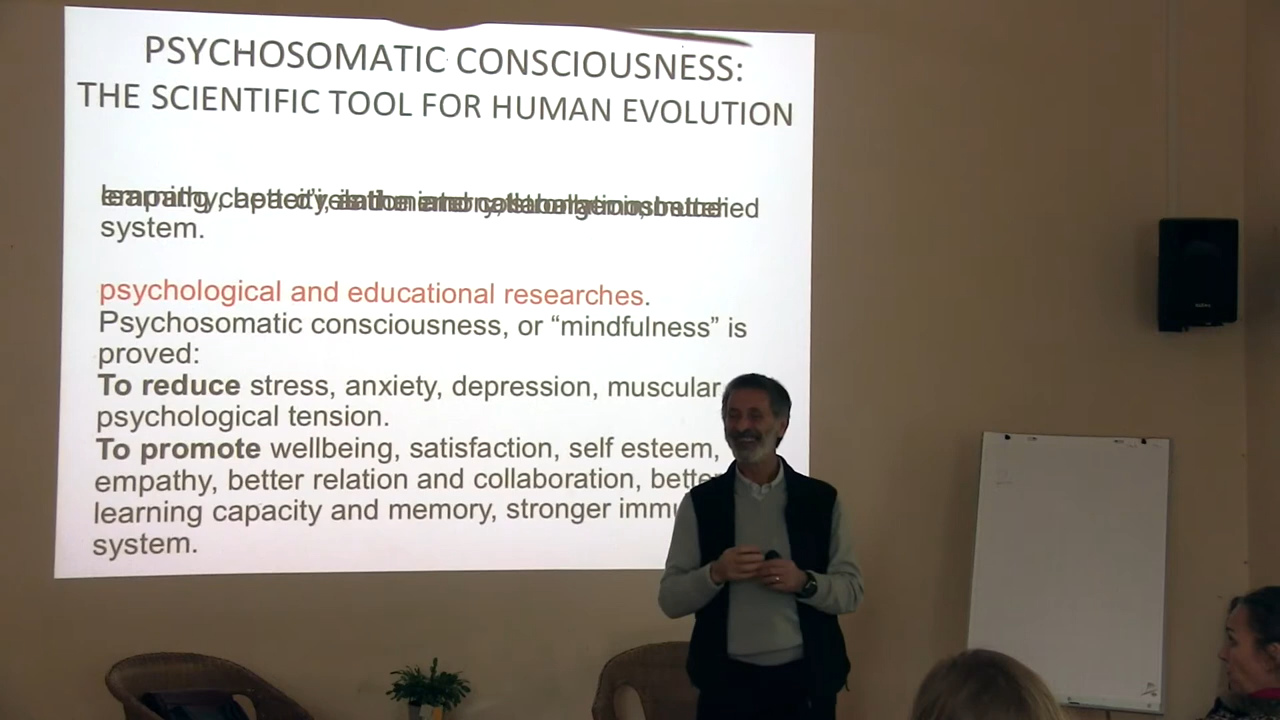 PSYCHOSOMATIC CONSCIOUSNESS:
THE SCIENTIFIC TOOL FOR HUMAN EVOLUTION
system.
psychological and educational researches.
Psychosomatic consciousness, or “mindfulness” is
proved:
To reduce stress, anxiety, depression, muscular
psychological tension.
To promote wellbeing, satisfaction, self esteem,
empathy, better relation and collaboration,
learning capacity and memory, stronger
system.